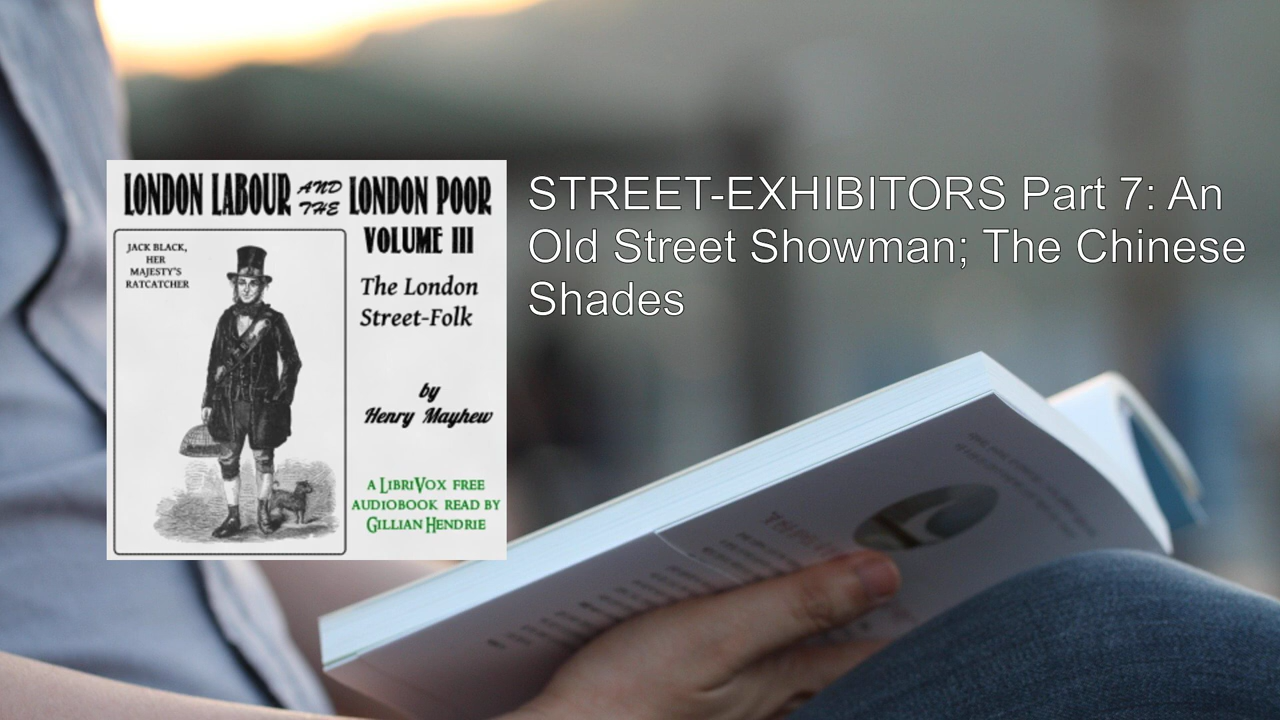 LONDON LABOUR AND THE LONDON POOR
VOLUME III
JACK BLACK,
HER
MAJESTY'S
RATCATCHER
The London
Street-Folk
by
Henry Mayhew
A LIBRIVOX FREE
AUDIOBOOK READ BY
GILLIAN HENDRIE
STREET-EXHIBITORS Part 7: An
Old Street Showman; The Chinese
Shades